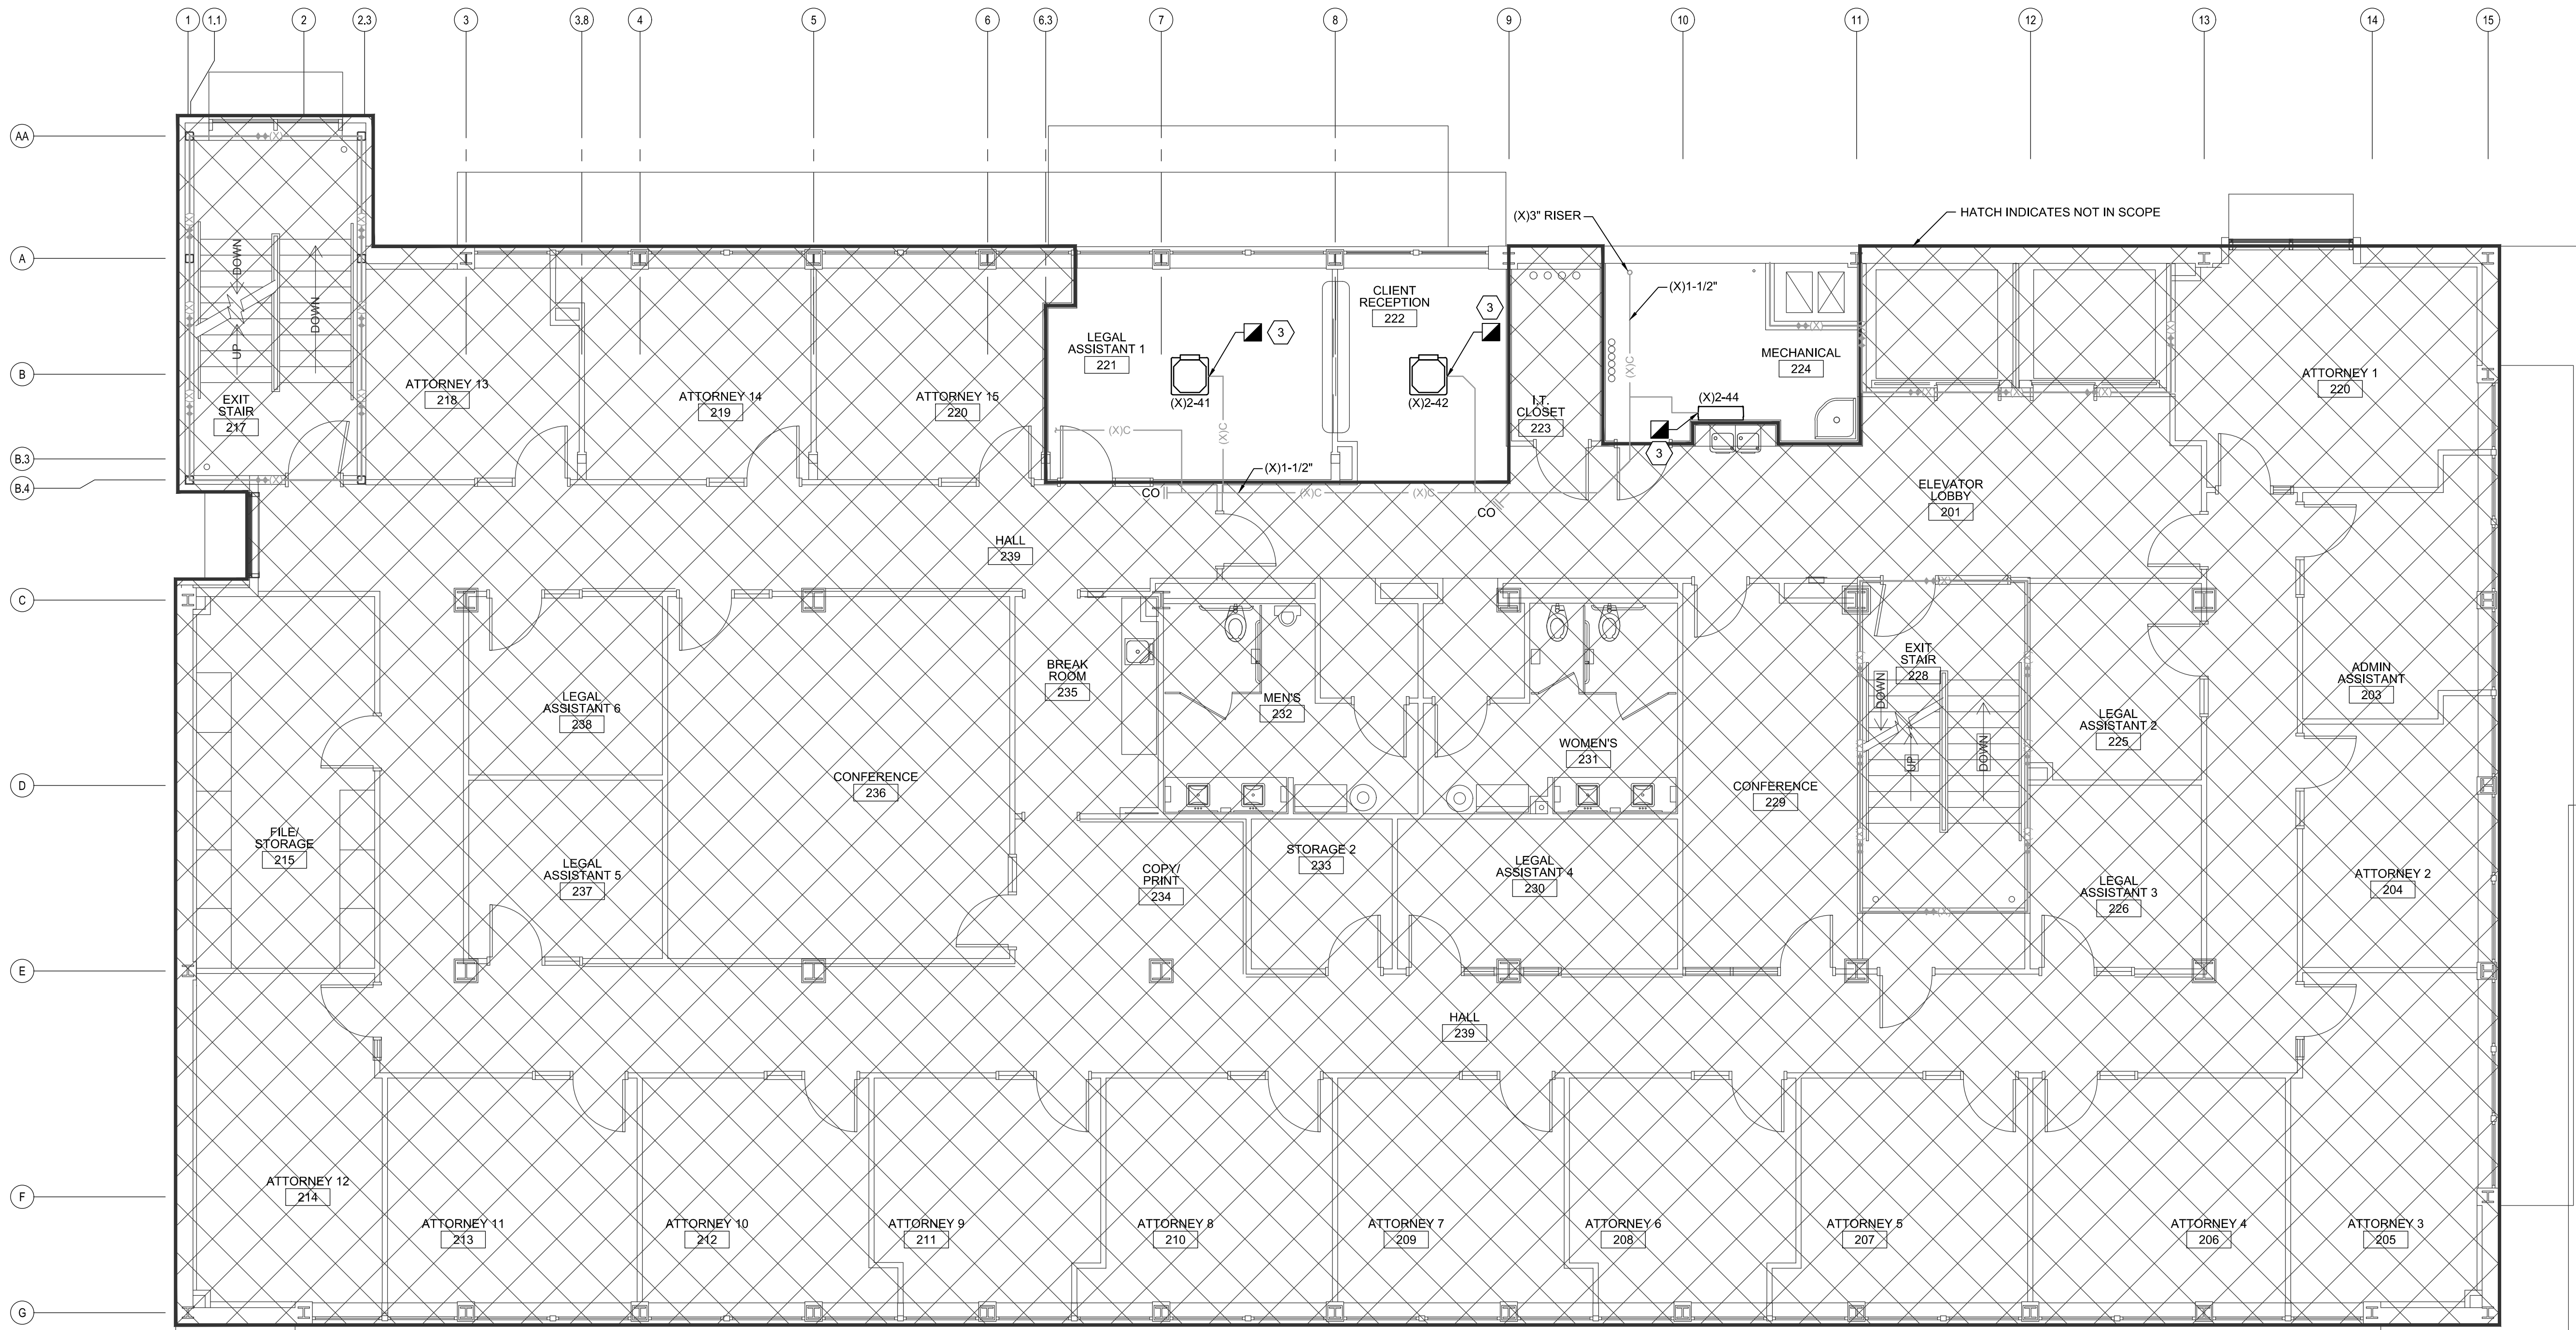 1
1.1
2
2.3
3
3.8
4
5
6
6.3
7
8
9
10
11
12
13
14
15
AA
A
B
B.3
B.4
C
D
E
F
G
(X)
(X)3" RISER
HATCH INDICATES NOT IN SCOPE
(X)1-1/2"
DOWN
DOWN
UP
EXIT
STAIR
217
ATTORNEY 13
218
ATTORNEY 14
219
ATTORNEY 15
220
LEGAL
ASSISTANT 1
221
3
(X)2-41
CLIENT
RECEPTION
222
3
(X)2-42
I.T.
CLOSET
223
(X)C
MECHANICAL
224
(X)2-44
3
(X)
(X)
(X)
ATTORNEY 1
220
(X)C
(X)C
(X)1-1/2"
CO
(X)C
(X)C
CO
(X)
ELEVATOR
LOBBY
201
HALL
239
(X)
BREAK
ROOM
235
LEGAL
ASSISTANT 6
238
MEN'S
232
WOMEN'S
231
EXIT
STAIR
228
DOWN
UP
DOWN
LEGAL
ASSISTANT 2
225
ADMIN
ASSISTANT
203
CONFERENCE
236
CONFERENCE
229
FILE/
STORAGE
215
LEGAL
ASSISTANT 5
237
COPY/
PRINT
234
STORAGE 2
233
LEGAL
ASSISTANT 4
230
LEGAL
ASSISTANT 3
226
ATTORNEY 2
204
(X)
HALL
239
ATTORNEY 12
214
ATTORNEY 11
213
ATTORNEY 10
212
ATTORNEY 9
211
ATTORNEY 8
210
ATTORNEY 7
209
ATTORNEY 6
208
ATTORNEY 5
207
ATTORNEY 4
206
ATTORNEY 3
205